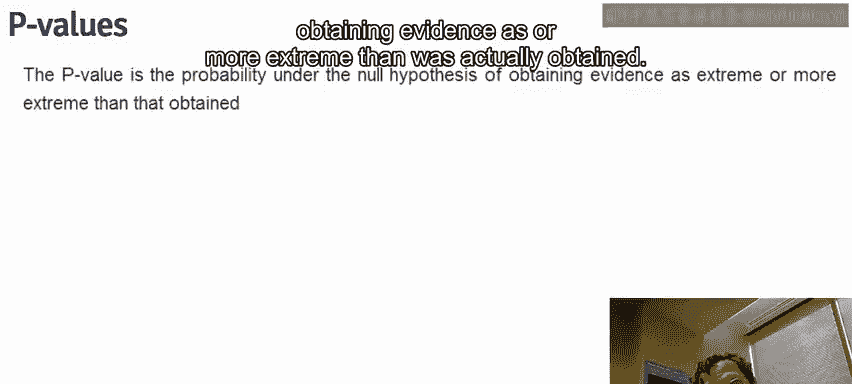 P-values
obtaining evidence as or
more extreme than was actually obtained.
The P-value is the probability under the null hypothesis of obtaining evidence as extreme or more
extreme than that obtained